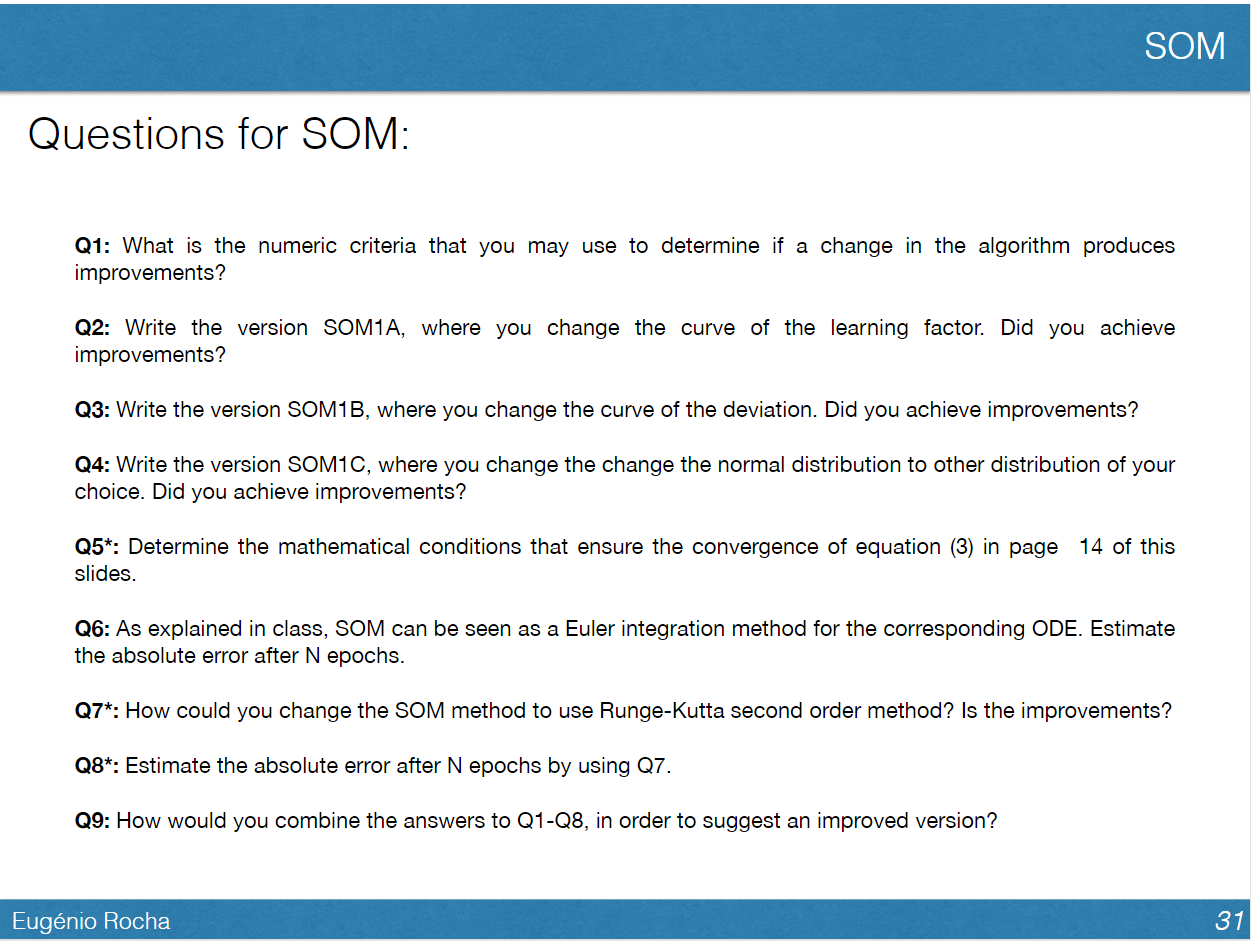 SOM
Questions for SOM:
Q1: What is the numeric criteria that you may use to determine if a change in the algorithm produces
improvements?
Q2: Write the version SOM1A, where you change the curve of the learning factor. Did you achieve
improvements?
Q3: Write the version SOM1B, where you change the curve of the deviation. Did you achieve improvements?
Q4: Write the version SOM1C, where you change the change the normal distribution to other distribution of your
choice. Did you achieve improvements?
Q5*: Determine the mathematical conditions that ensure the convergence of equation (3) in page 14 of this
slides.
Q6: As explained in class, SOM can be seen as a Euler integration method for the corresponding ODE. Estimate
the absolute error after N epochs.
Q7*: How could you change the SOM method to use Runge-Kutta second order method? Is the improvements?
Q8*: Estimate the absolute error after N epochs by using Q7.
Q9: How would you combine the answers to Q1-Q8, in order to suggest an improved version?
Eugénio Rocha
31